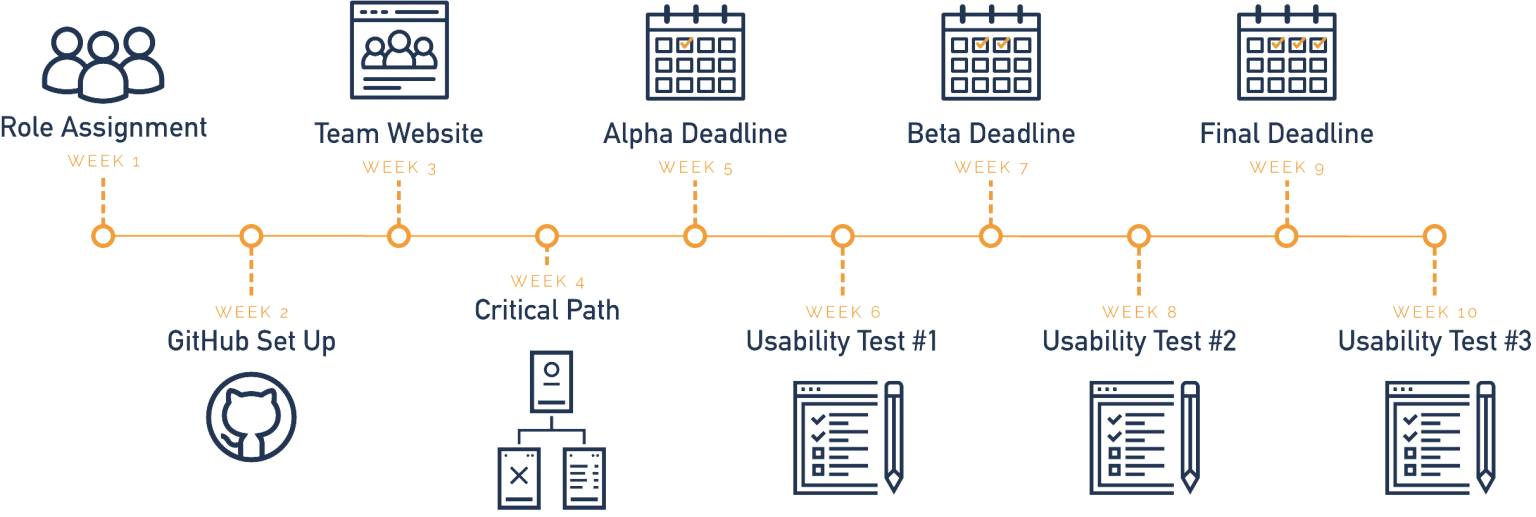 Role Assignment
WEEK 1
GitHub Set Up
WEEK 2
Team Website
WEEK 3
WEEK 4
Critical Path
Alpha Deadline
WEEK 5
WEEK 6
Usability Test #1
Beta Deadline
WEEK 7
WEEK 8
Usability Test #2
Final Deadline
WEEK 9
WEEK 10
Usability Test #3